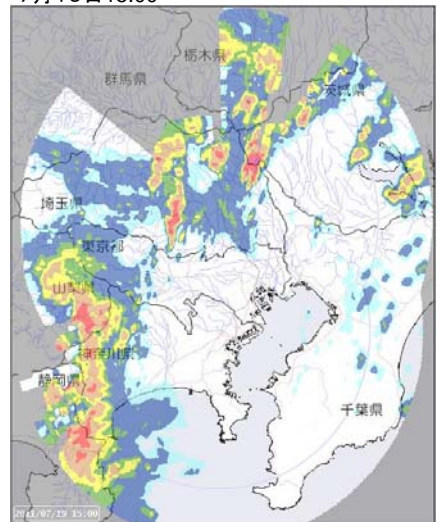 7月19日15:00
栃木県
群馬県
茨城県
埼玉県
東京都
山梨県
神奈川県
静岡県
千葉県
2011/07/19 15:00